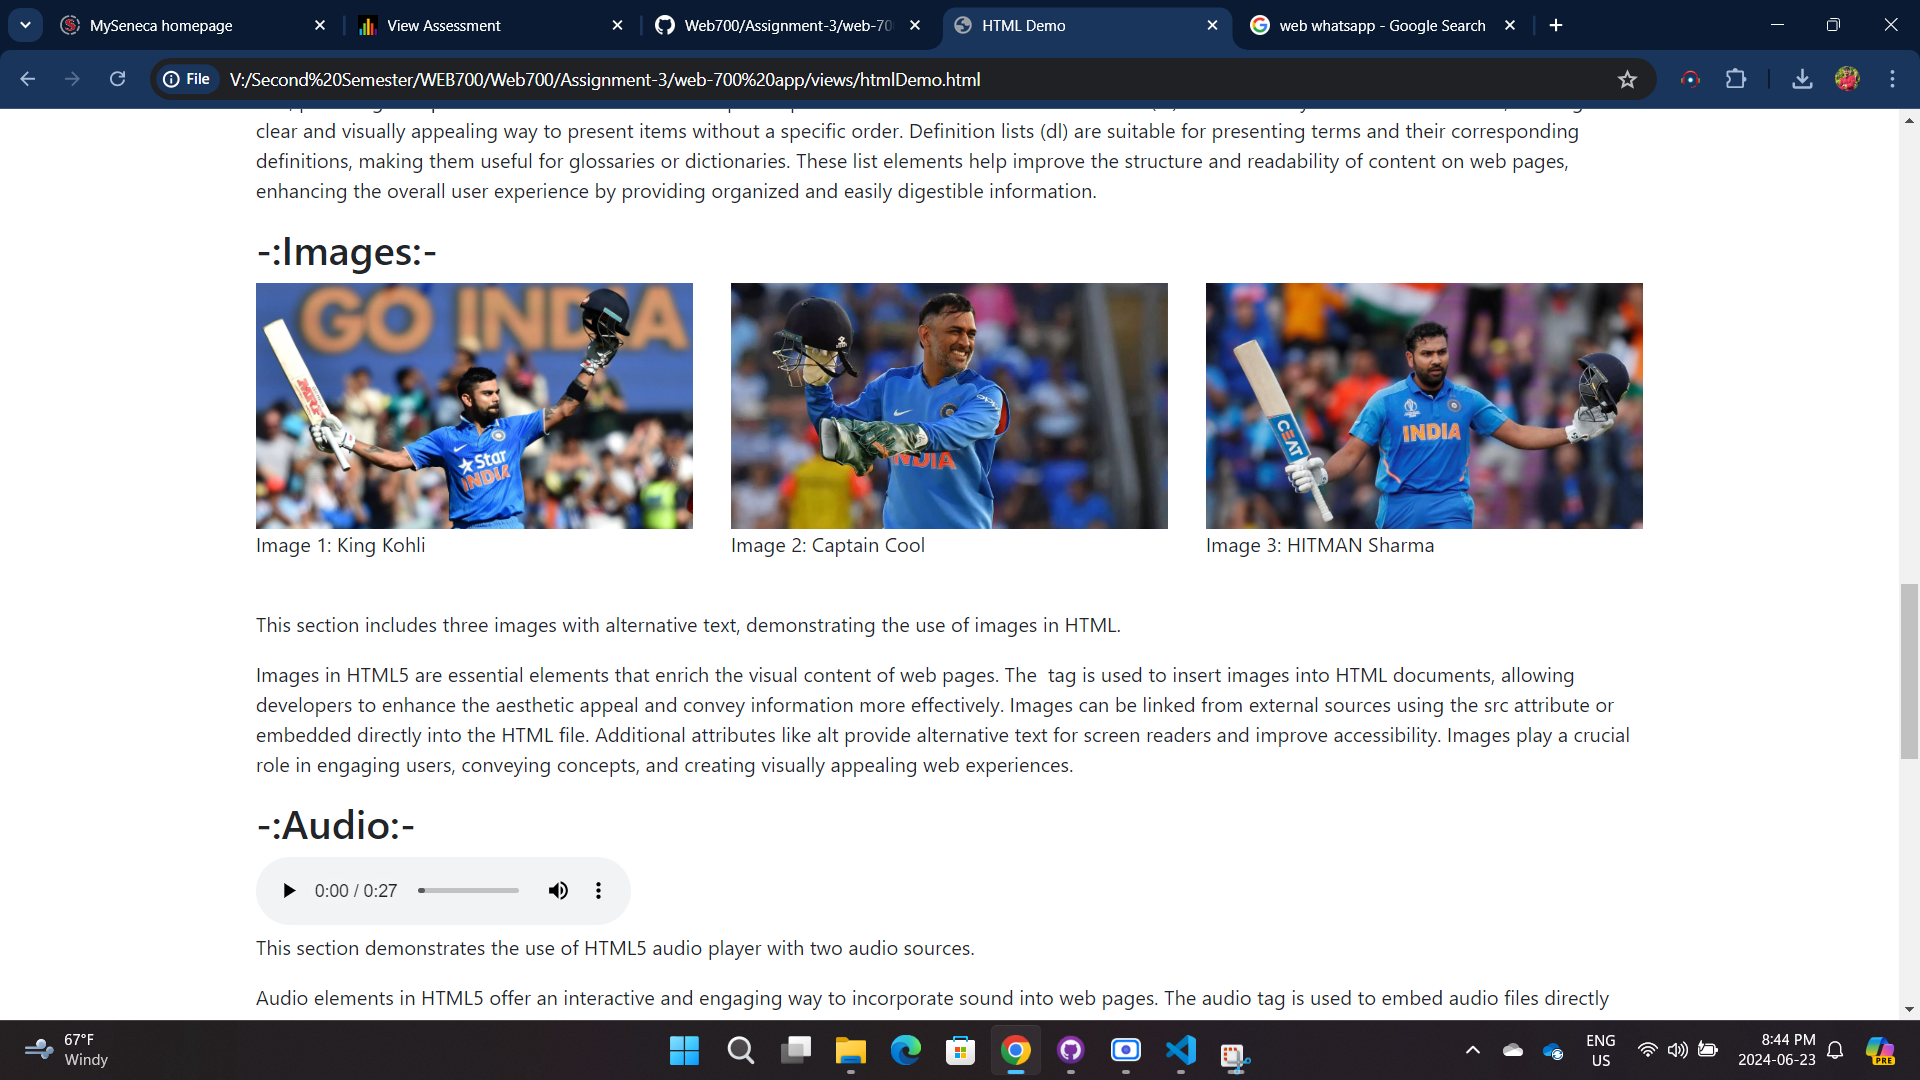 MySeneca homepage
View Assessment
Web700/Assignment-3/web-70
HTML Demo
web whatsapp - Google Search
File
V:/Second%20Semester/WEB700/Web700/Assignment-3/web-700%20app/views/htmlDemo.html
clear and visually appealing way to present items without a specific order. Definition lists (dl) are suitable for presenting terms and their corresponding
definitions, making them useful for glossaries or dictionaries. These list elements help improve the structure and readability of content on web pages,
enhancing the overall user experience by providing organized and easily digestible information.
-:Images:-
GO INDIA
MRF
Star
INDIA
INDIA
CEAT
INDIA
Image 1: King Kohli
Image 2: Captain Cool
Image 3: HITMAN Sharma
This section includes three images with alternative text, demonstrating the use of images in HTML.
Images in HTML5 are essential elements that enrich the visual content of web pages. The  tag is used to insert images into HTML documents, allowing
developers to enhance the aesthetic appeal and convey information more effectively. Images can be linked from external sources using the src attribute or
embedded directly into the HTML file. Additional attributes like alt provide alternative text for screen readers and improve accessibility. Images play a crucial
role in engaging users, conveying concepts, and creating visually appealing web experiences.
-:Audio:-
0:00 / 0:27
This section demonstrates the use of HTML5 audio player with two audio sources.
Audio elements in HTML5 offer an interactive and engaging way to incorporate sound into web pages. The audio tag is used to embed audio files directly
67°F
Windy
ENG
US
8:44 PM
2024-06-23
PRE